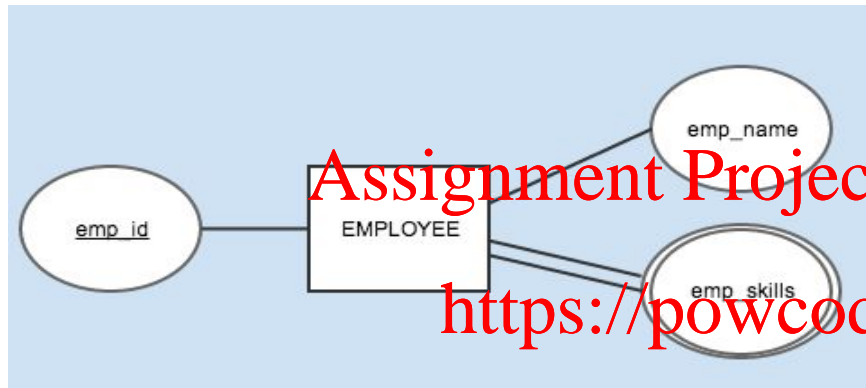 emp_name
Assignment Projec
emp_id
EMPLOYEE
emp_skills
https://powcoc